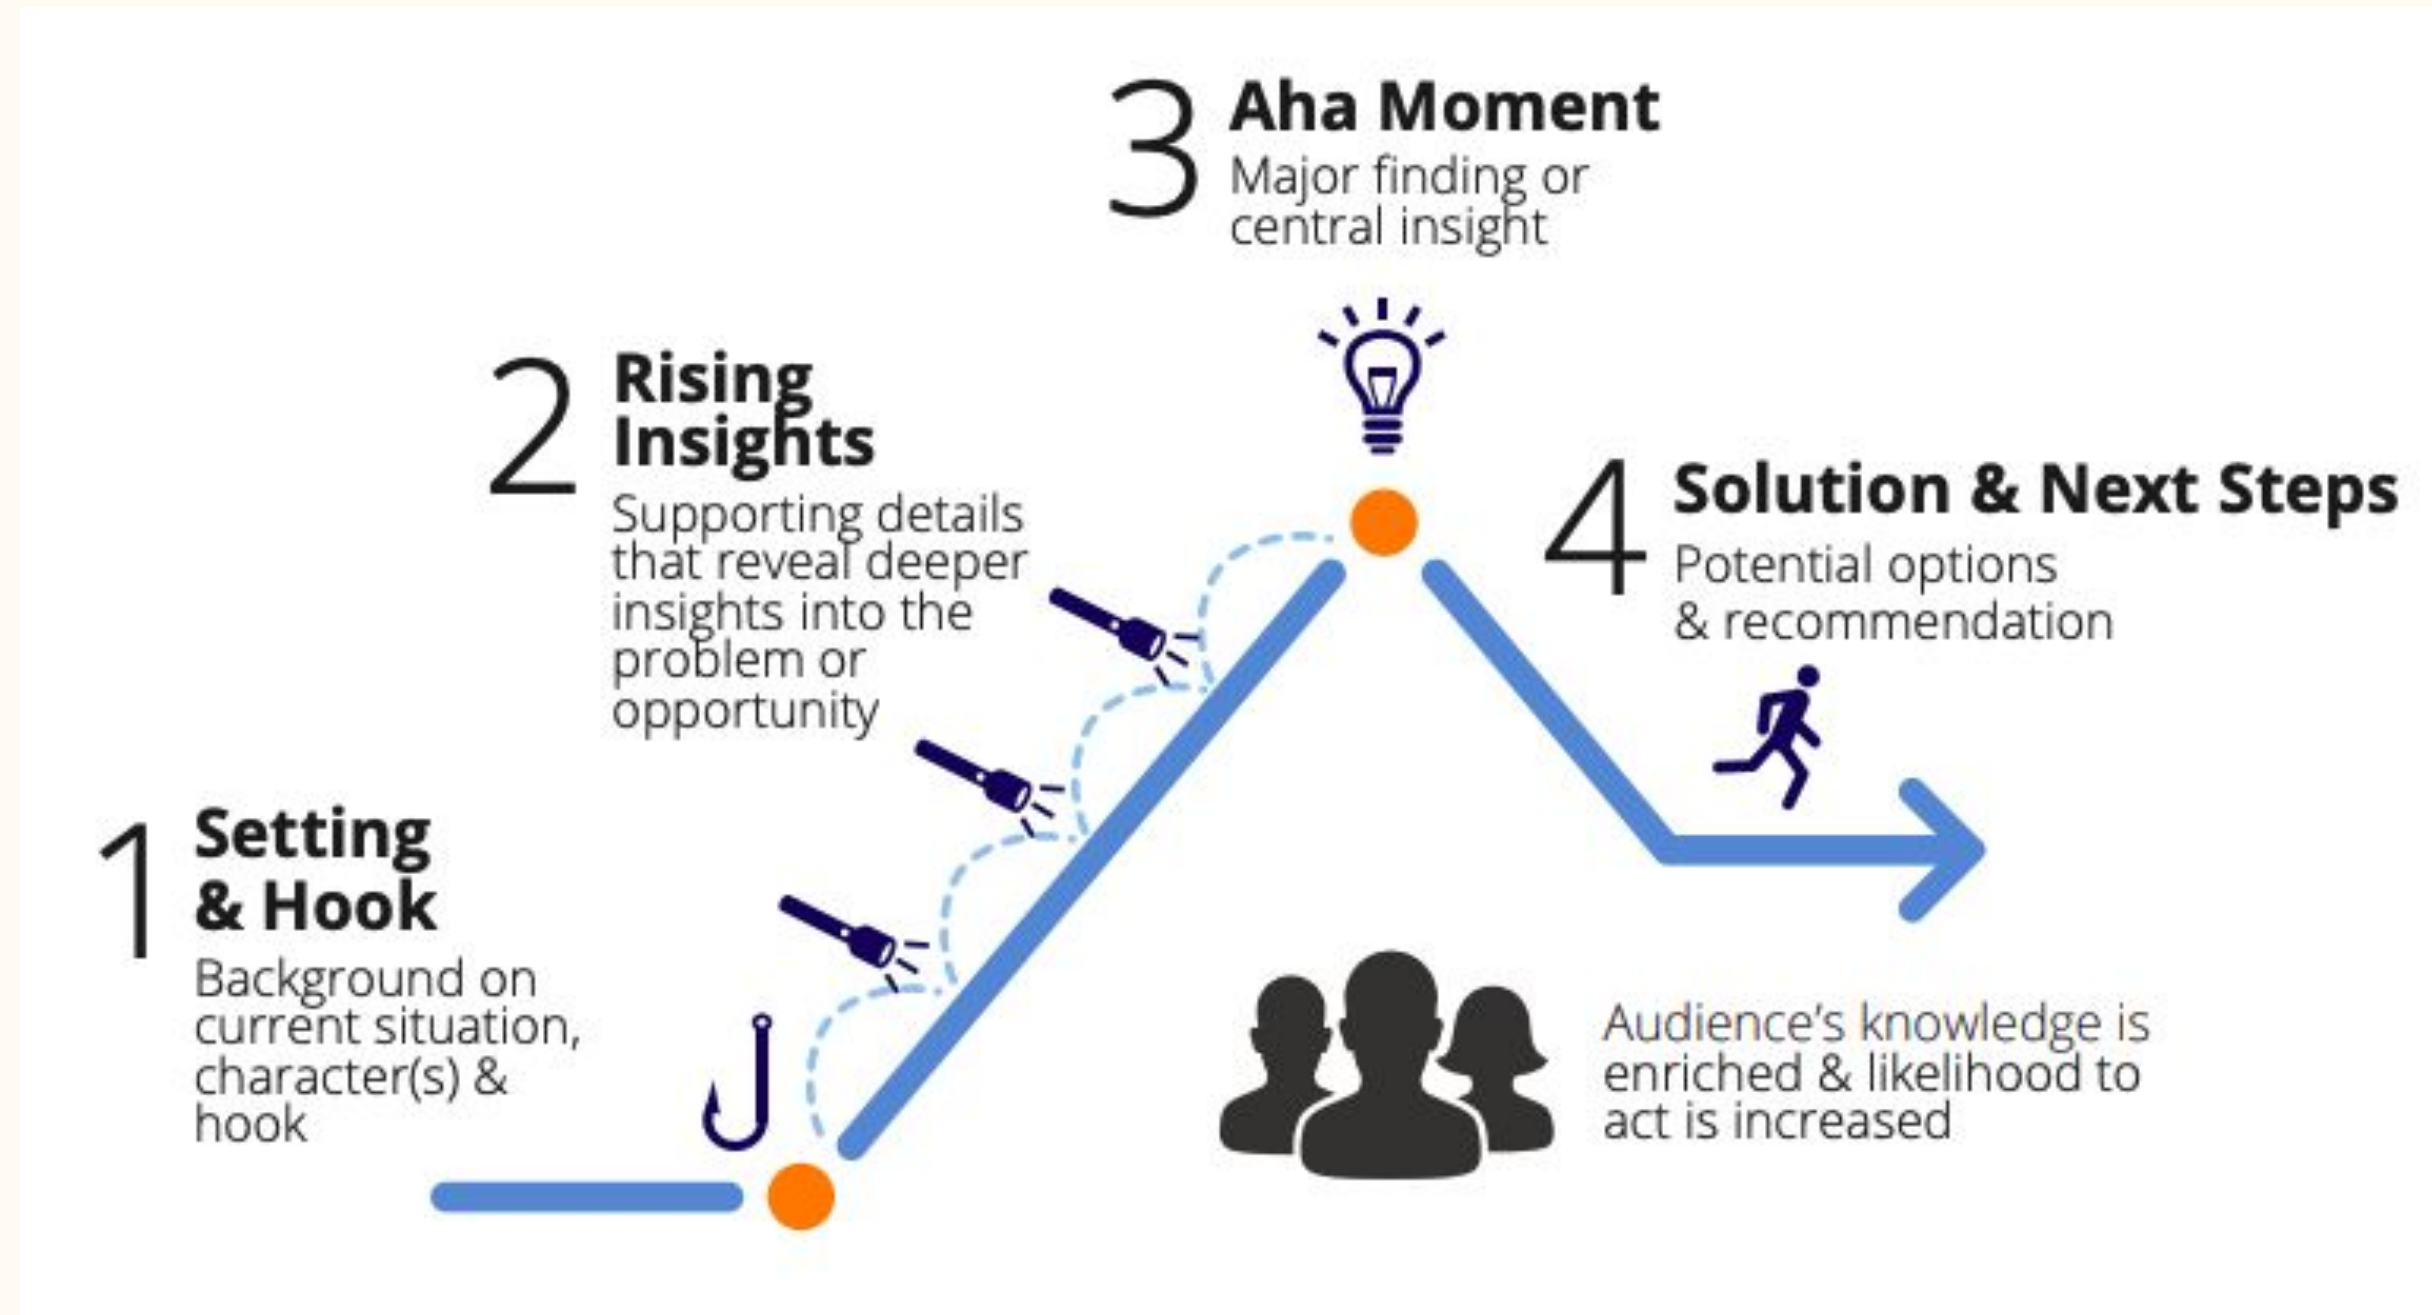 1
Setting
& Hook
Background on
current situation,
character(s) &
hook
2
Rising
Insights
Supporting details
that reveal deeper
insights into the
problem or
opportunity
3
Aha Moment
Major finding or
central insight
4
Solution & Next Steps
Potential options
& recommendation
Audience's knowledge is
enriched & likelihood to
act is increased